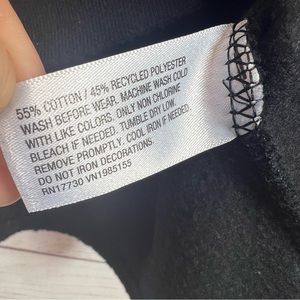 55% COTTON / 45% RECYCLED POLYESTER
WASH BEFORE WEAR. MACHINE WASH COLD
WITH LIKE COLORS. ONLY NON CHLORINE
BLEACH IF NEEDED. TUMBLE DRY LOW.
REMOVE PROMPTLY. COOL IRON IF NEEDED.
DO NOT IRON DECORATIONS.
RN17730 VN1985155